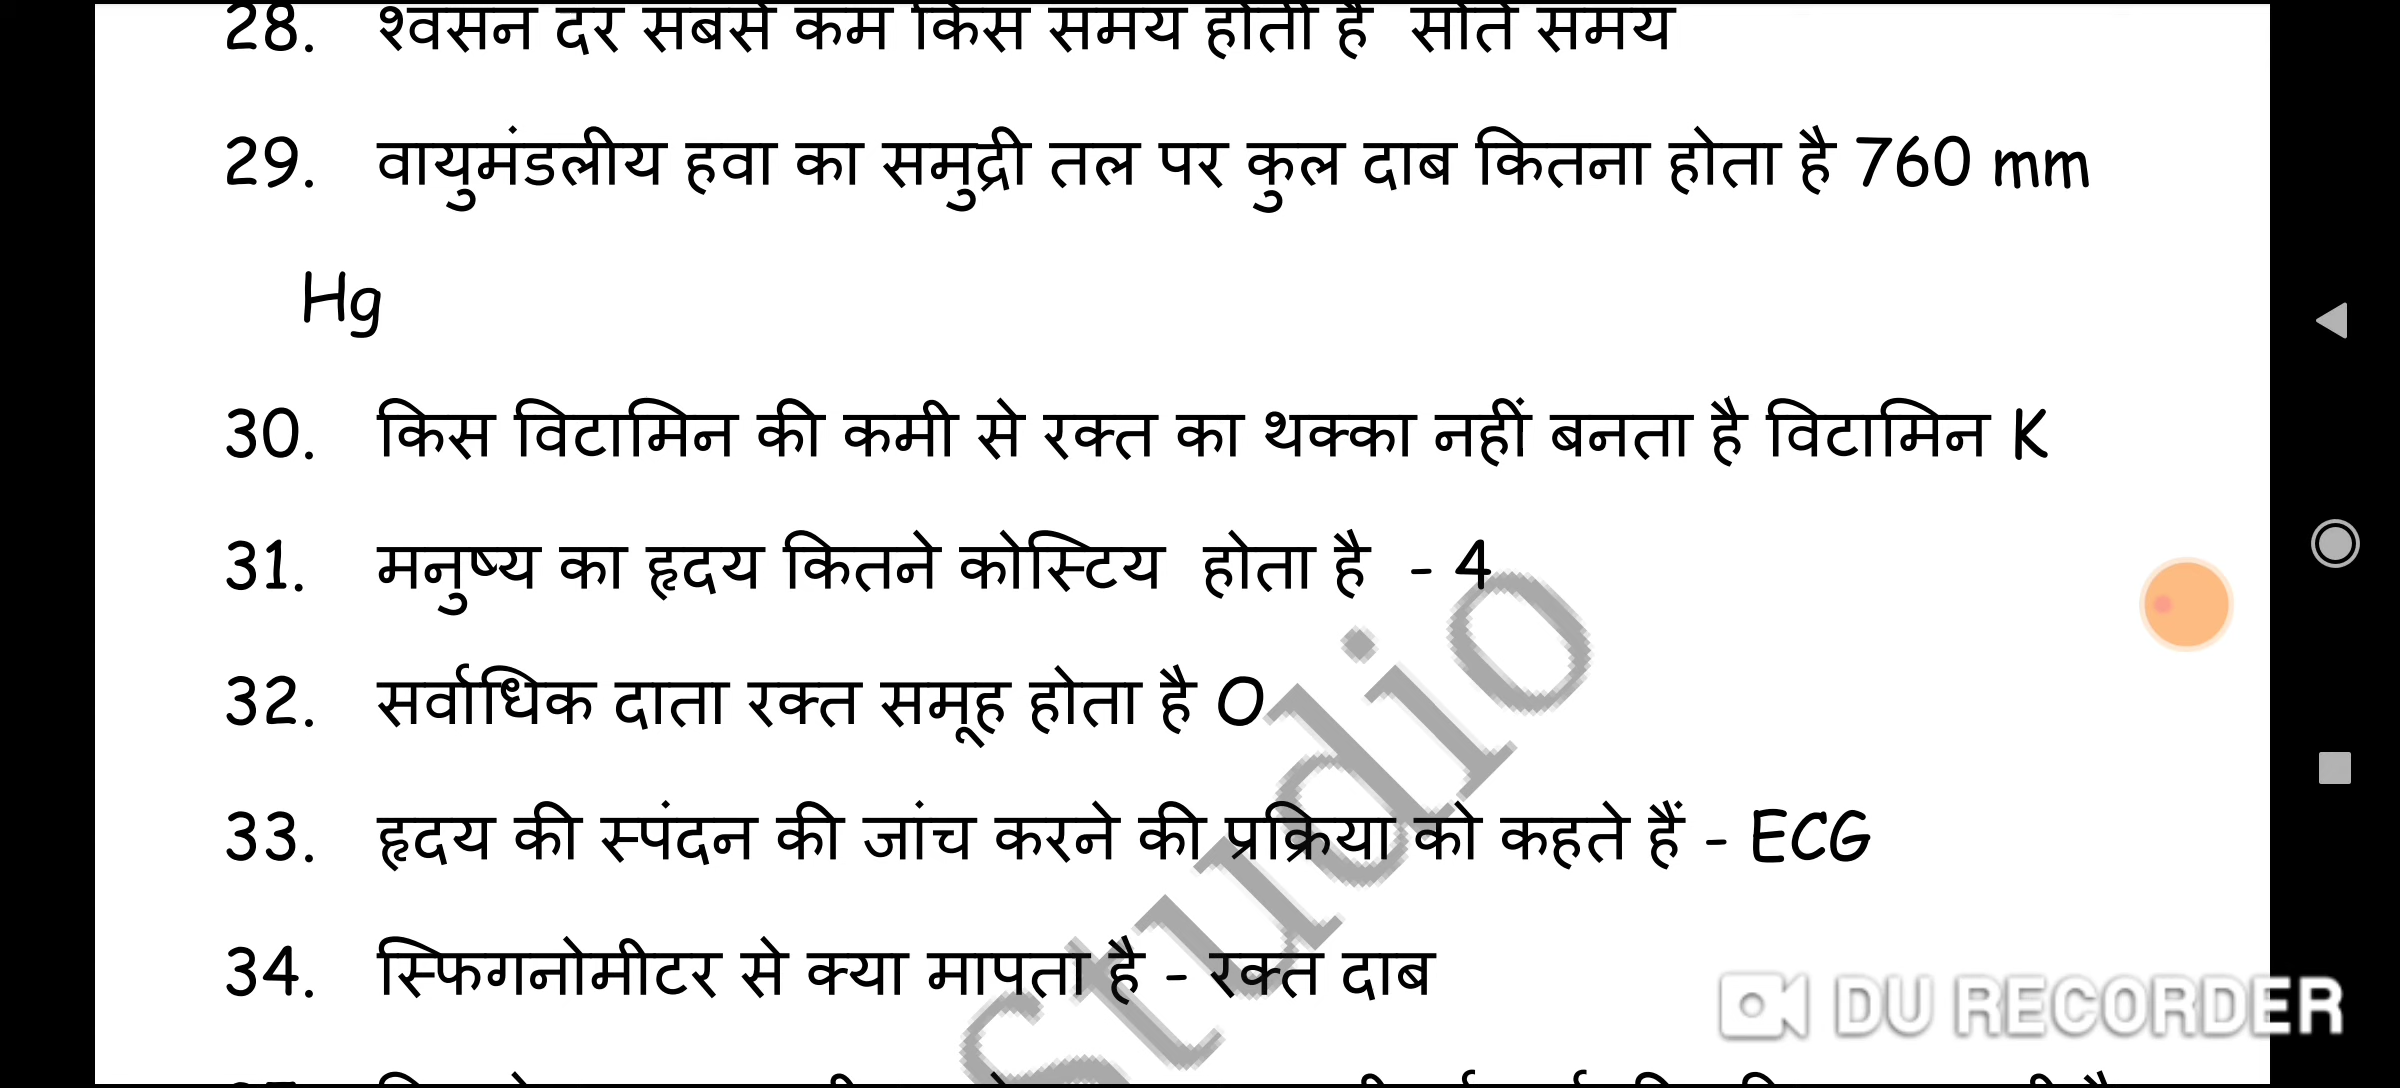 28. श्वसन दर सबसे कम किस समय होती है सोते समय
29. वायुमंडलीय हवा का समुद्री तल पर कुल दाब कितना होता है 760 mm
Hg
30. किस विटामिन की कमी से रक्त का थक्का नहीं बनता है विटामिन K
31. मनुष्य का हृदय कितने कोस्टिय होता है - 4
32. सर्वाधिक दाता रक्त समूह होता है O
33. हृदय की स्पंदन की जांच करने की प्रक्रिया को कहते हैं - ECG
34. स्फिगनोमीटर से क्या मापता है - रक्त दाब
Studio
DU RECORDER